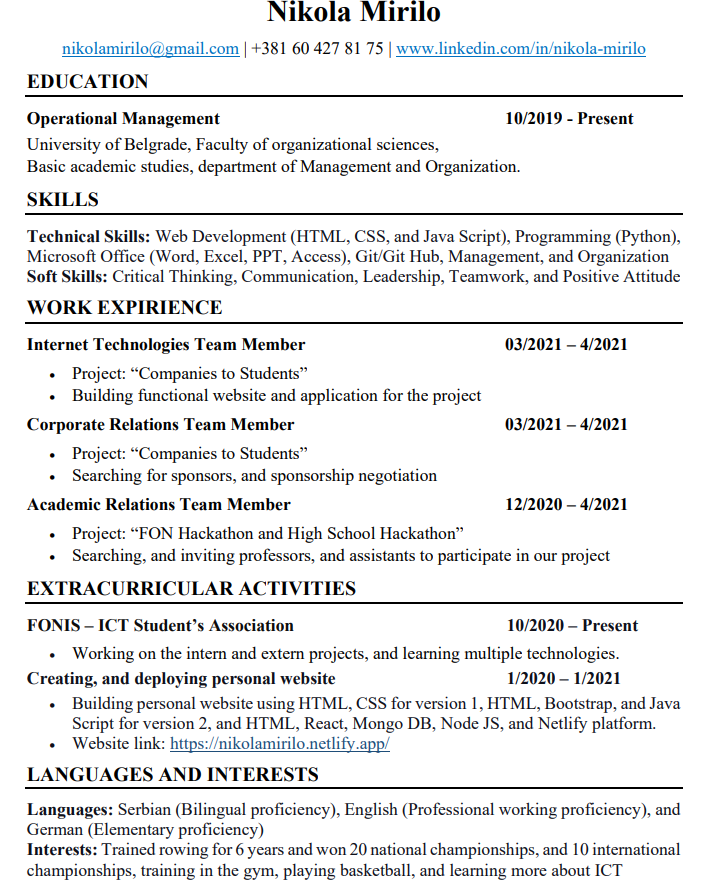 Nikola Mirilo
nikolamirilo@gmail.com | +381 60 427 81 75 | www.linkedin.com/in/nikola-mirilo
EDUCATION
Operational Management 10/2019 - Present
University of Belgrade, Faculty of organizational sciences,
Basic academic studies, department of Management and Organization.
SKILLS
Technical Skills: Web Development (HTML, CSS, and Java Script), Programming (Python),
Microsoft Office (Word, Excel, PPT, Access), Git/Git Hub, Management, and Organization
Soft Skills: Critical Thinking, Communication, Leadership, Teamwork, and Positive Attitude
WORK EXPIRIENCE
Internet Technologies Team Member 03/2021 – 4/2021
• Project: “Companies to Students”
• Building functional website and application for the project
Corporate Relations Team Member 03/2021 – 4/2021
• Project: “Companies to Students”
• Searching for sponsors, and sponsorship negotiation
Academic Relations Team Member 12/2020 – 4/2021
• Project: “FON Hackathon and High School Hackathon”
• Searching, and inviting professors, and assistants to participate in our project
EXTRACURRICULAR ACTIVITIES
FONIS – ICT Student’s Association 10/2020 – Present
• Working on the intern and extern projects, and learning multiple technologies.
Creating, and deploying personal website 1/2020 – 1/2021
• Building personal website using HTML, CSS for version 1, HTML, Bootstrap, and Java
Script for version 2, and HTML, React, Mongo DB, Node JS, and Netlify platform.
• Website link: https://nikolamirilo.netlify.app/
LANGUAGES AND INTERESTS
Languages: Serbian (Bilingual proficiency), English (Professional working proficiency), and
German (Elementary proficiency)
Interests: Trained rowing for 6 years and won 20 national championships, and 10 international
championships, training in the gym, playing basketball, and learning more about ICT